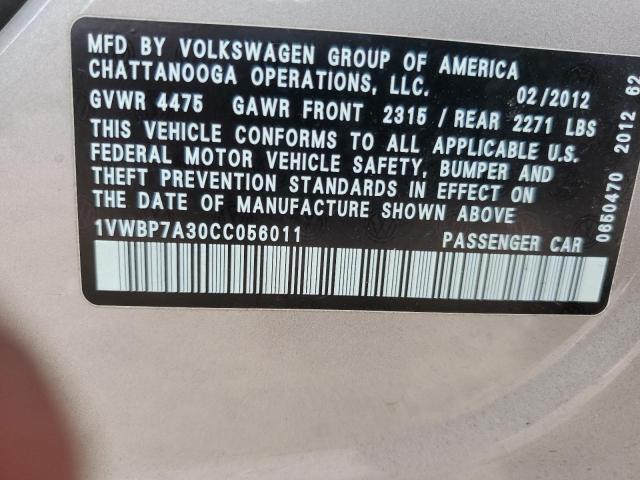 MFD BY VOLKSWAGEN GROUP OF AMERICA
CHATTANOOGA OPERATIONS, LLC. 02/2012
GVWR 4475 GAWR FRONT 2315 / REAR 2271 LBS
THIS VEHICLE CONFORMS TO ALL APPLICABLE U.S.
FEDERAL MOTOR VEHICLE SAFETY, BUMPER AND
THEFT PREVENTION STANDARDS IN EFFECT ON
THE DATE OF MANUFACTURE SHOWN ABOVE
1VWBP7A30CC056011 PASSENGER CAR
0650470 2012 62